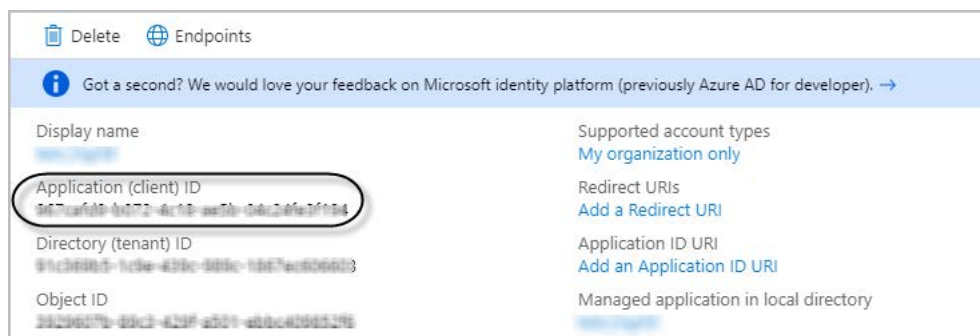 Delete Endpoints
Got a second? We would love your feedback on Microsoft identity platform (previously Azure AD for developer). →
Display name
Supported account types
My organization only
Application (client) ID
Redirect URIs
Add a Redirect URI
Directory (tenant) ID
Application ID URI
Add an Application ID URI
Object ID
Managed application in local directory